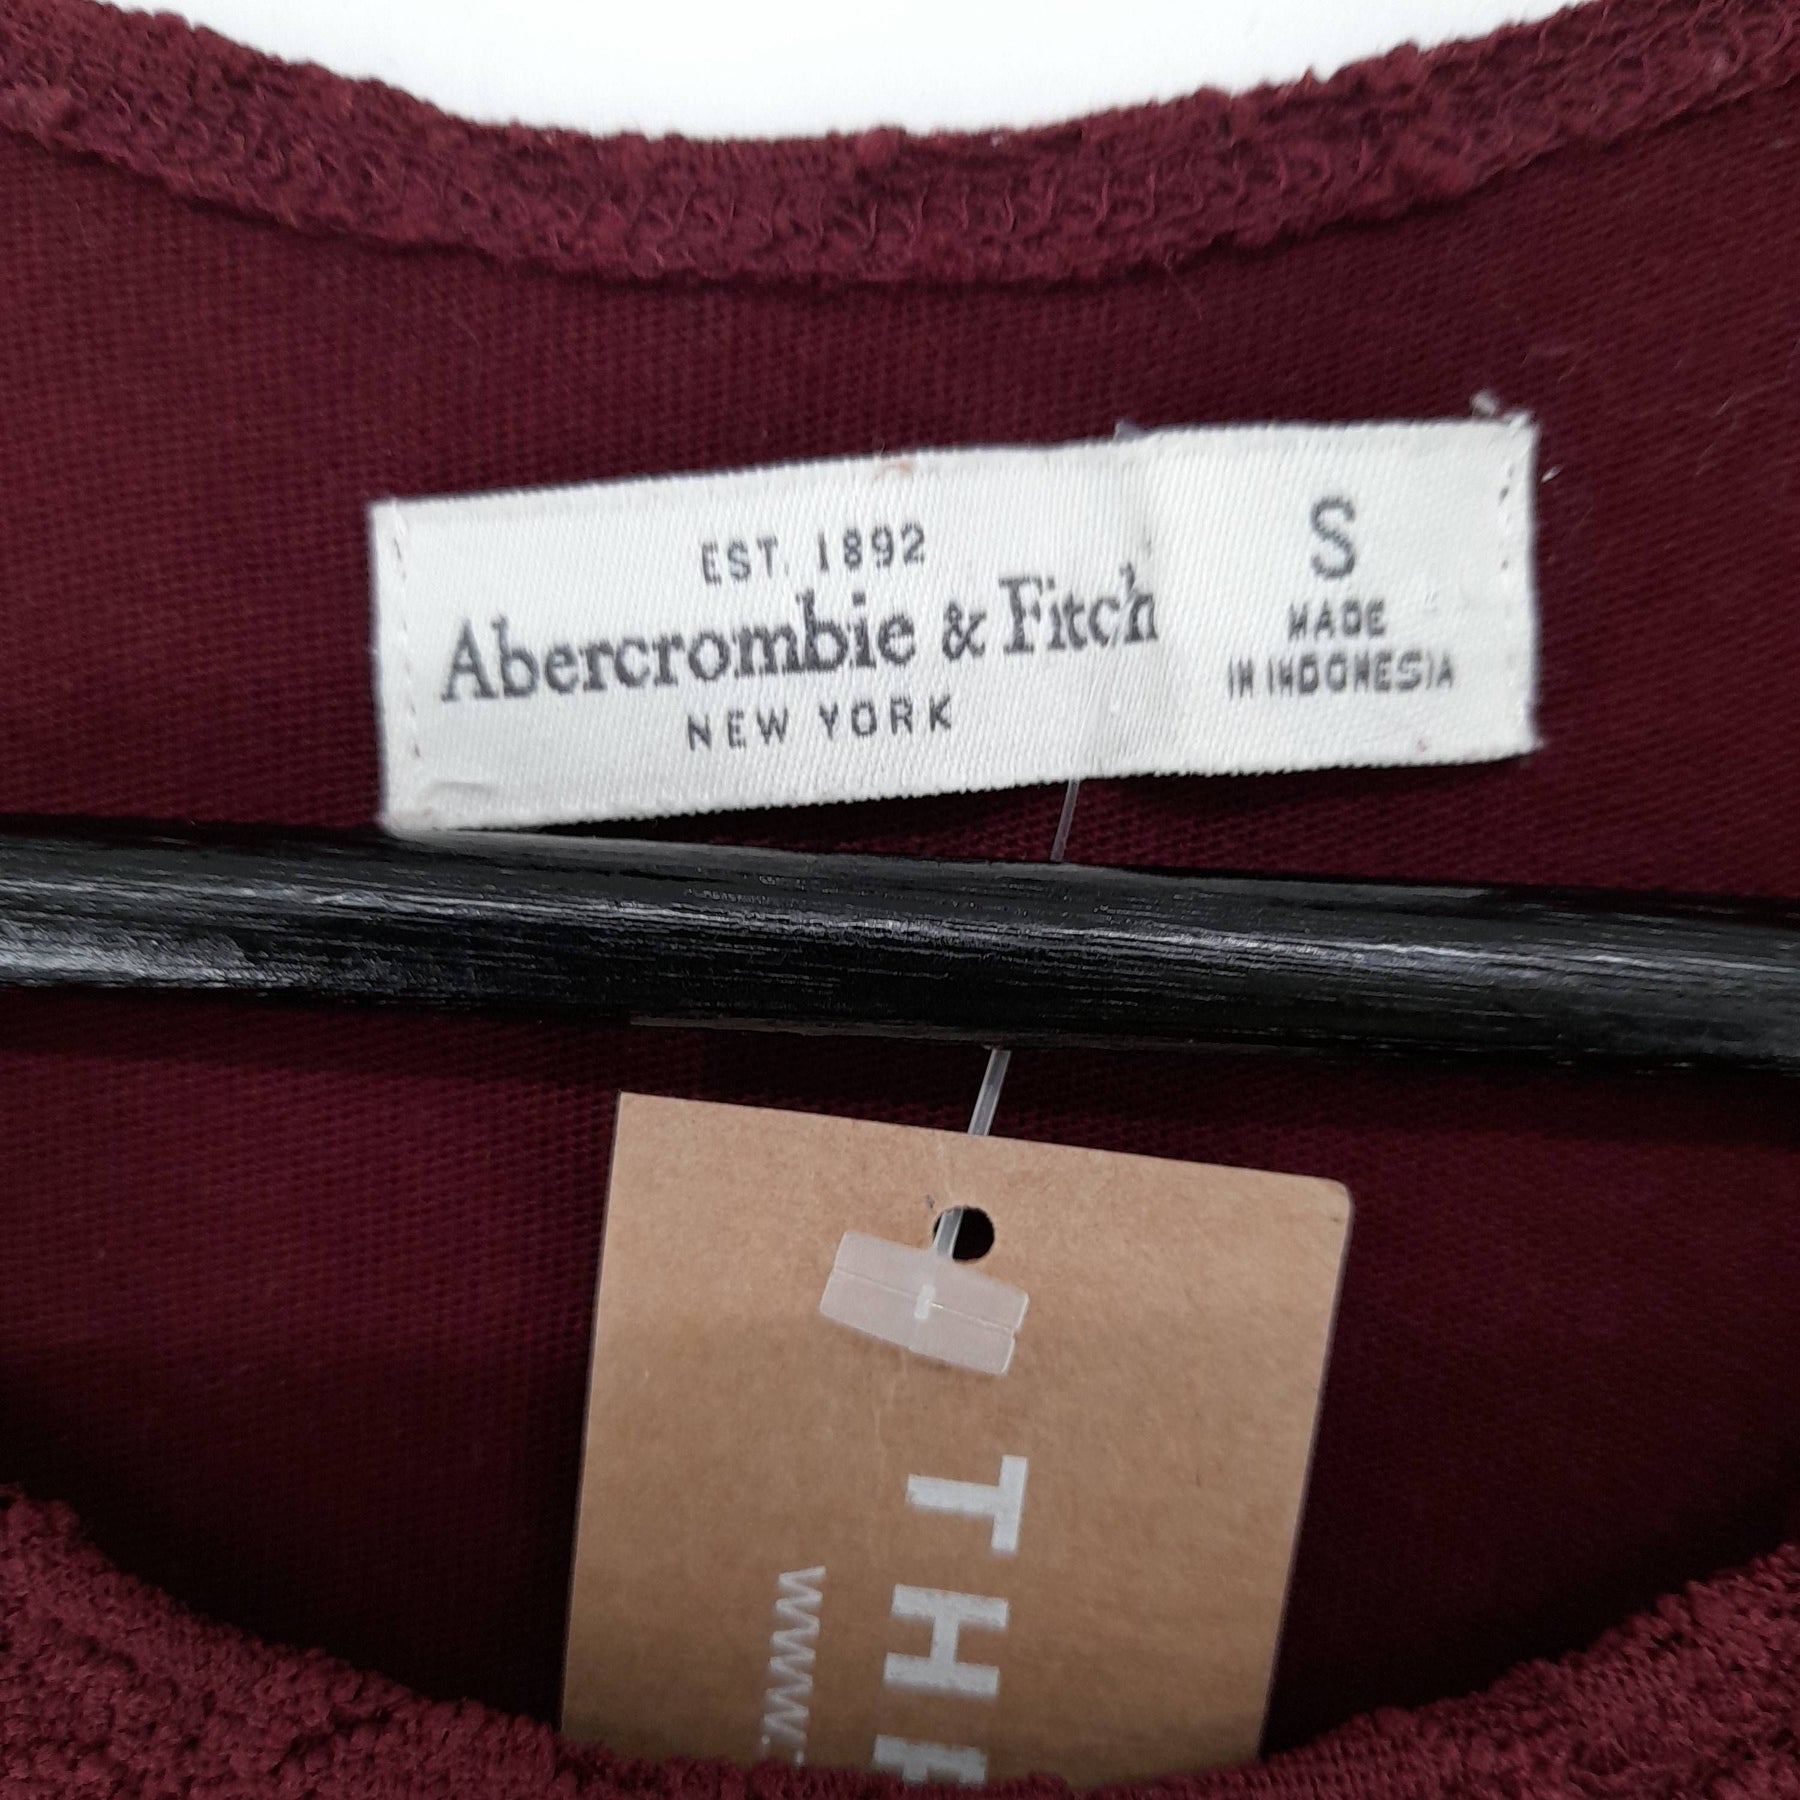 EST. 1892
Abercrombie & Fitch
NEW YORK
S
MADE
IN INDONESIA
TH
WWW.